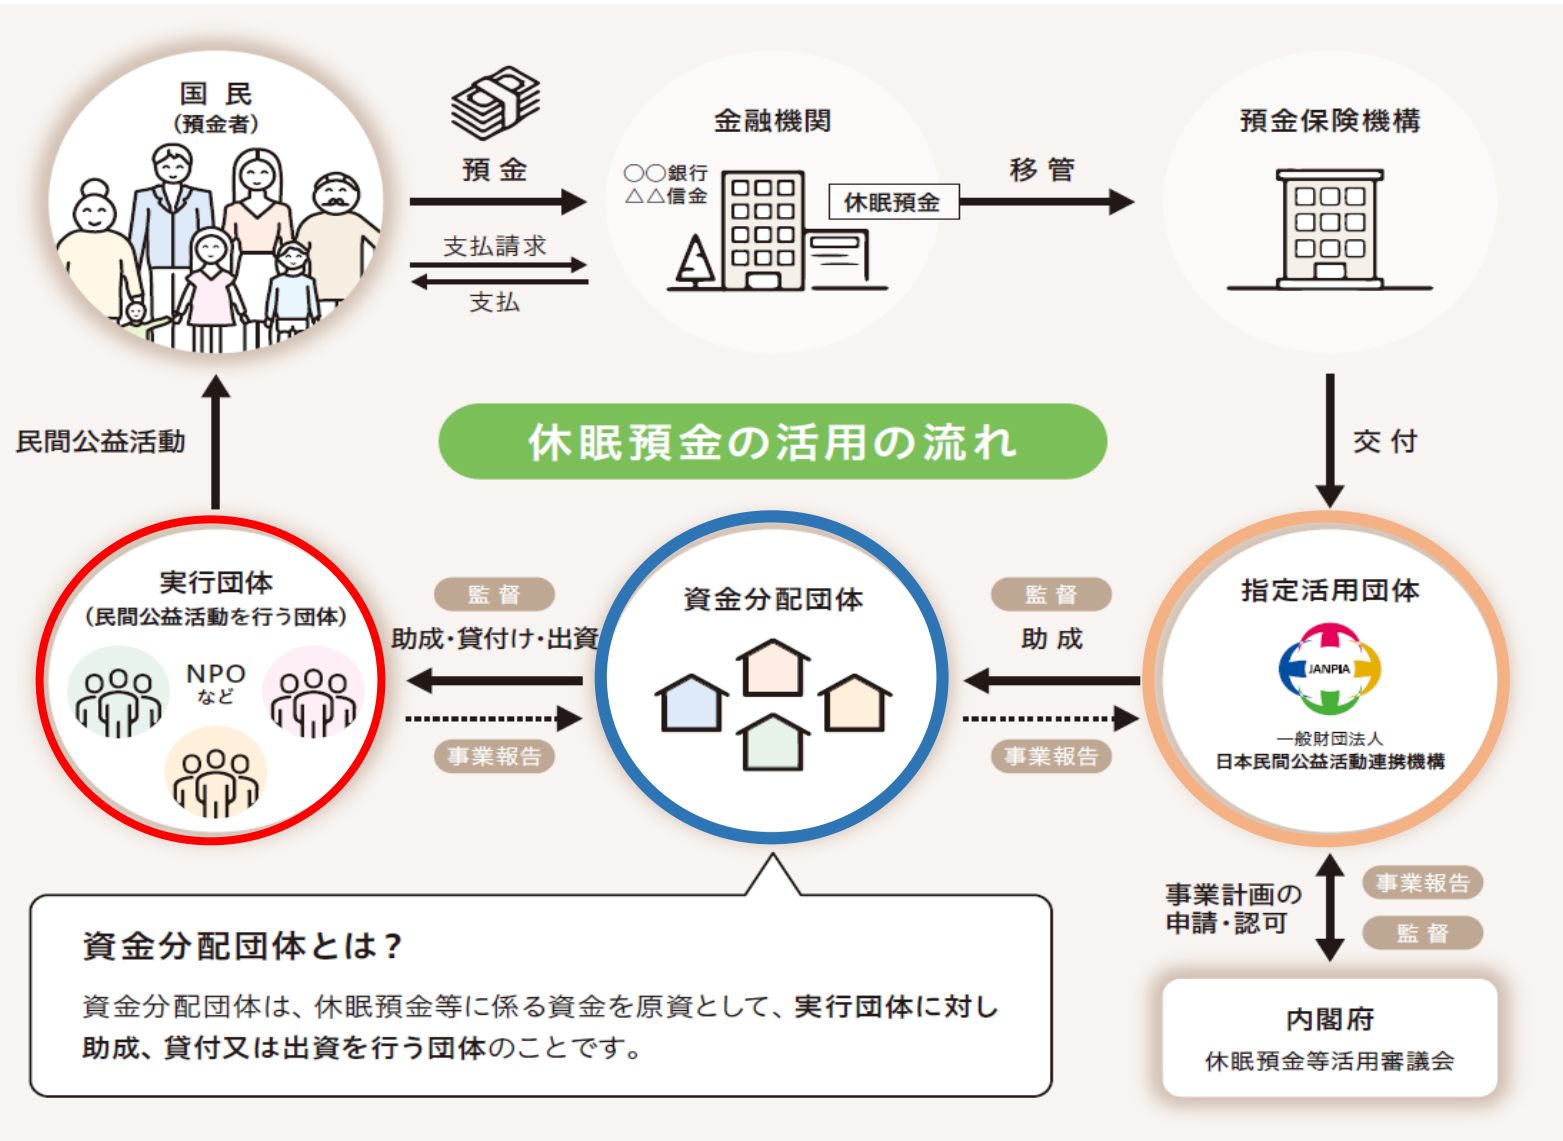 国 民
（預金者）
預 金
支払請求
支払
金融機関
〇〇銀行
△△信金
休眠預金
移 管
預金保険機構
民間公益活動
休眠預金の活用の流れ
交 付
実行団体
（民間公益活動を行う団体）
NPO
など
監 督
助成・貸付け・出資
事業報告
資金分配団体
監 督
助 成
事業報告
指定活用団体
JANPIA
一般財団法人
日本民間公益活動連携機構
資金分配団体とは？
資金分配団体は、休眠預金等に係る資金を原資として、実行団体に対し
助成、貸付又は出資を行う団体のことです。
事業計画の
申請・認可
事業報告
監 督
内閣府
休眠預金等活用審議会